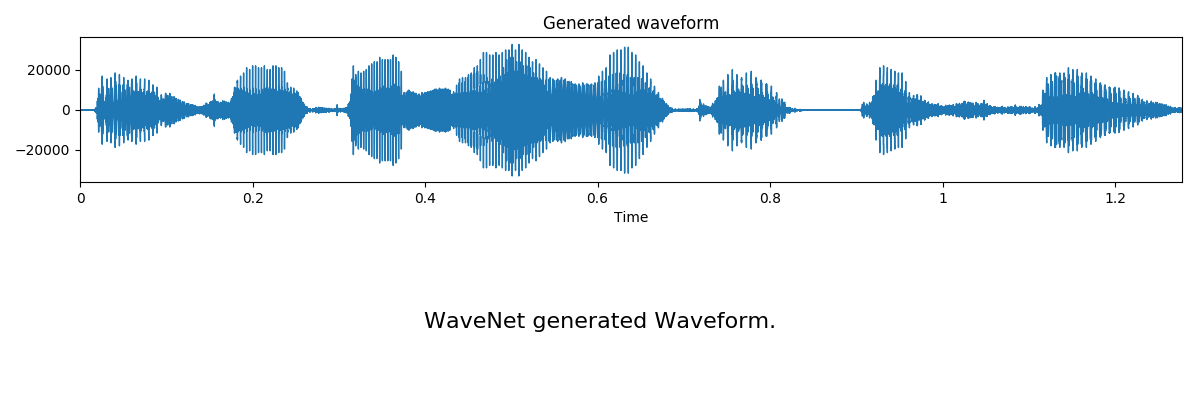 Generated waveform
20000
0
−20000
0 0.2 0.4 0.6 0.8 1 1.2
Time
WaveNet generated Waveform.